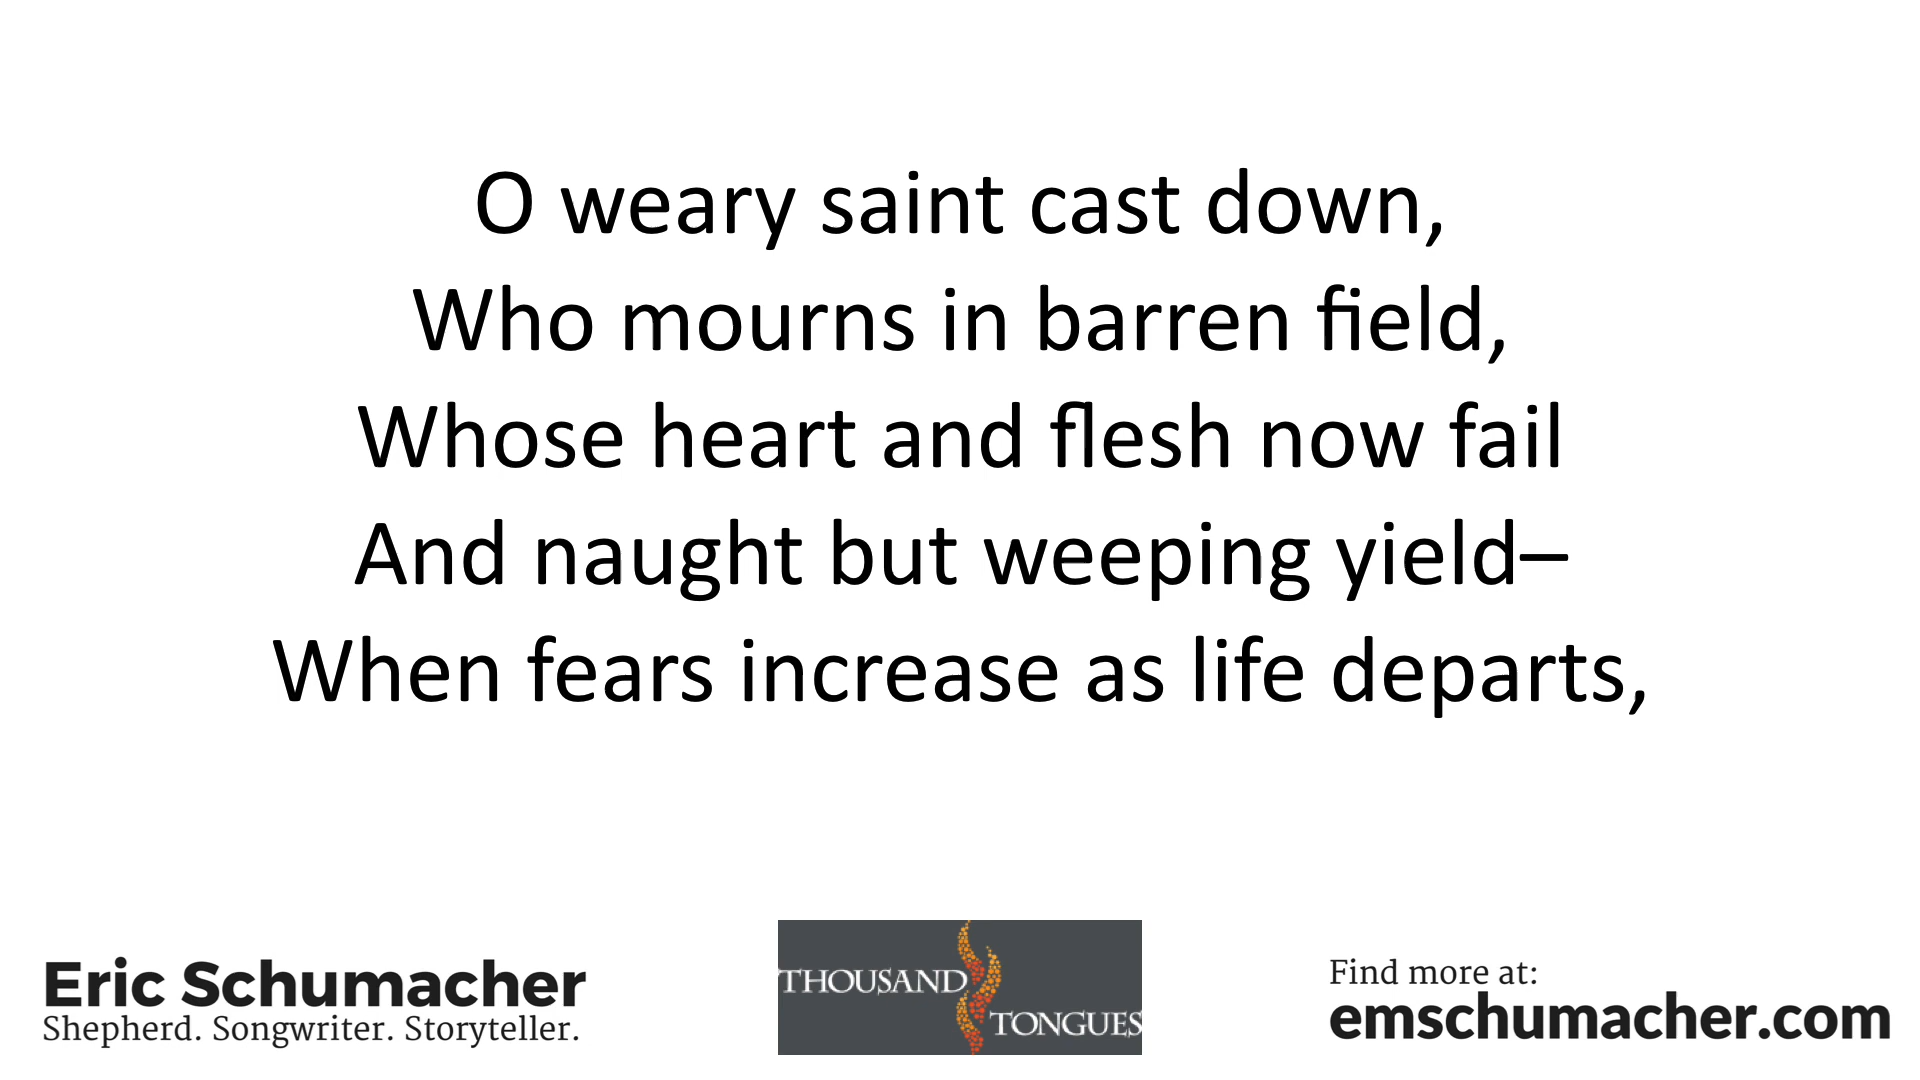 O weary saint cast down,
Who mourns in barren field,
Whose heart and flesh now fail
And naught but weeping yield–
When fears increase as life departs,
Eric Schumacher
Shepherd. Songwriter. Storyteller.
THOUSAND
TONGUES
Find more at:
emschumacher.com